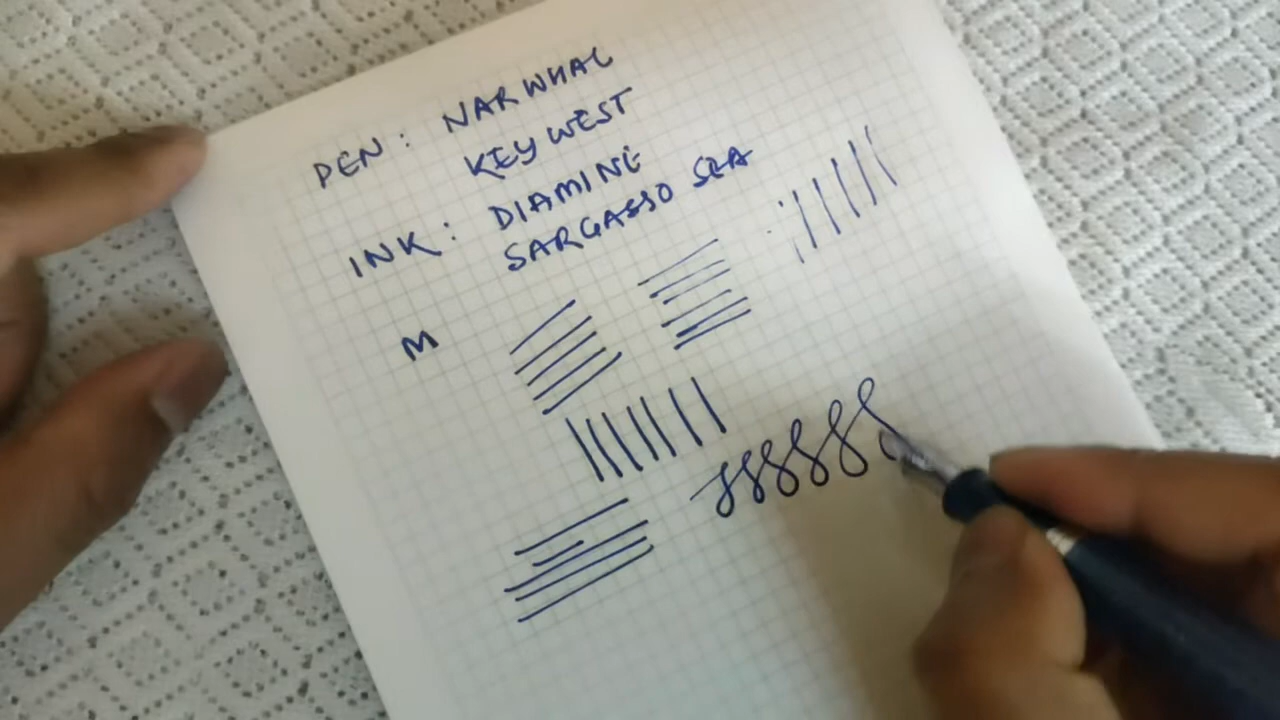 PEN: NARWHAL
KEY WEST
INK: DIAMINE
SARGASSO SEA
M